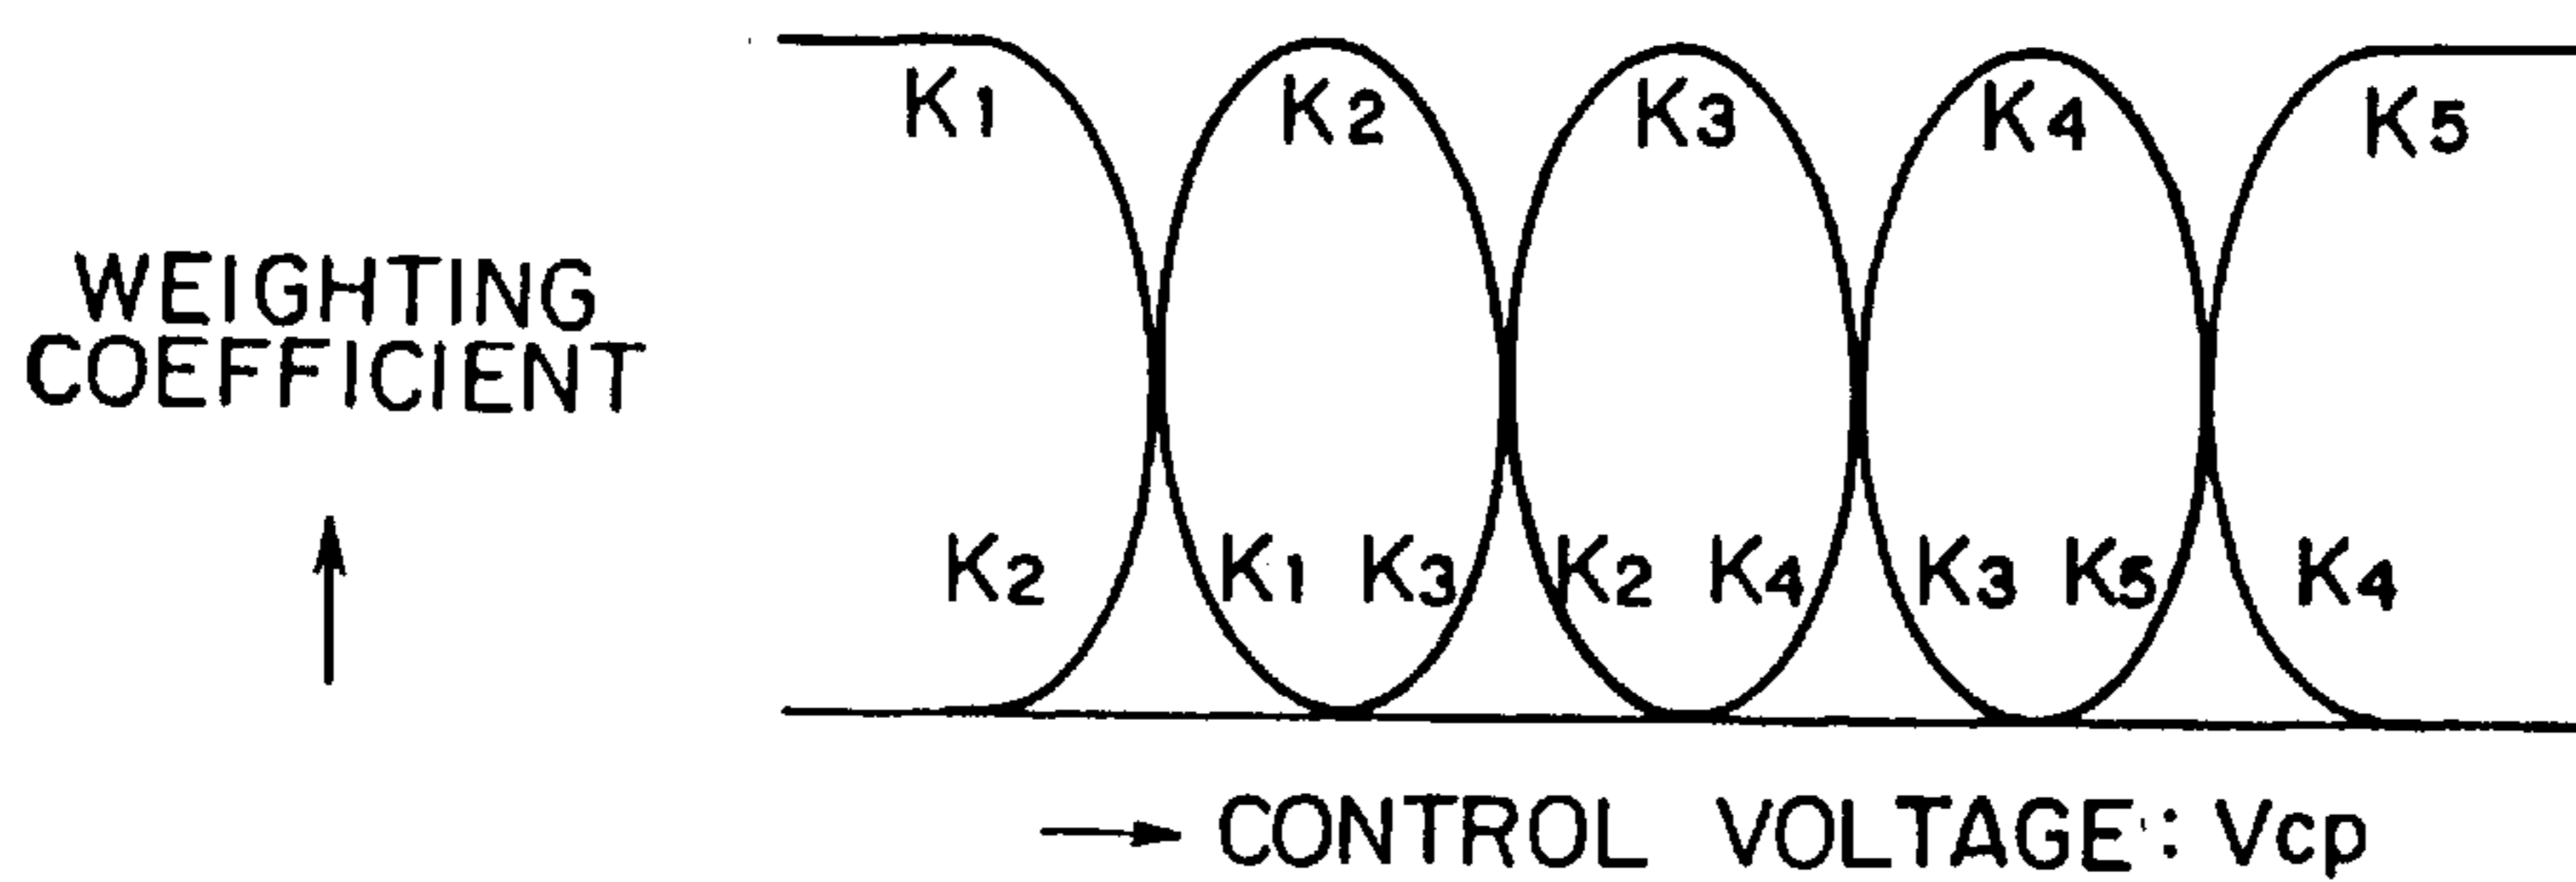 K1 K2 K3 K4 K5
WEIGHTING
COEFFICIENT
K2 K1 K3 K2 K4 K3 K5 K4
CONTROL VOLTAGE: Vcp